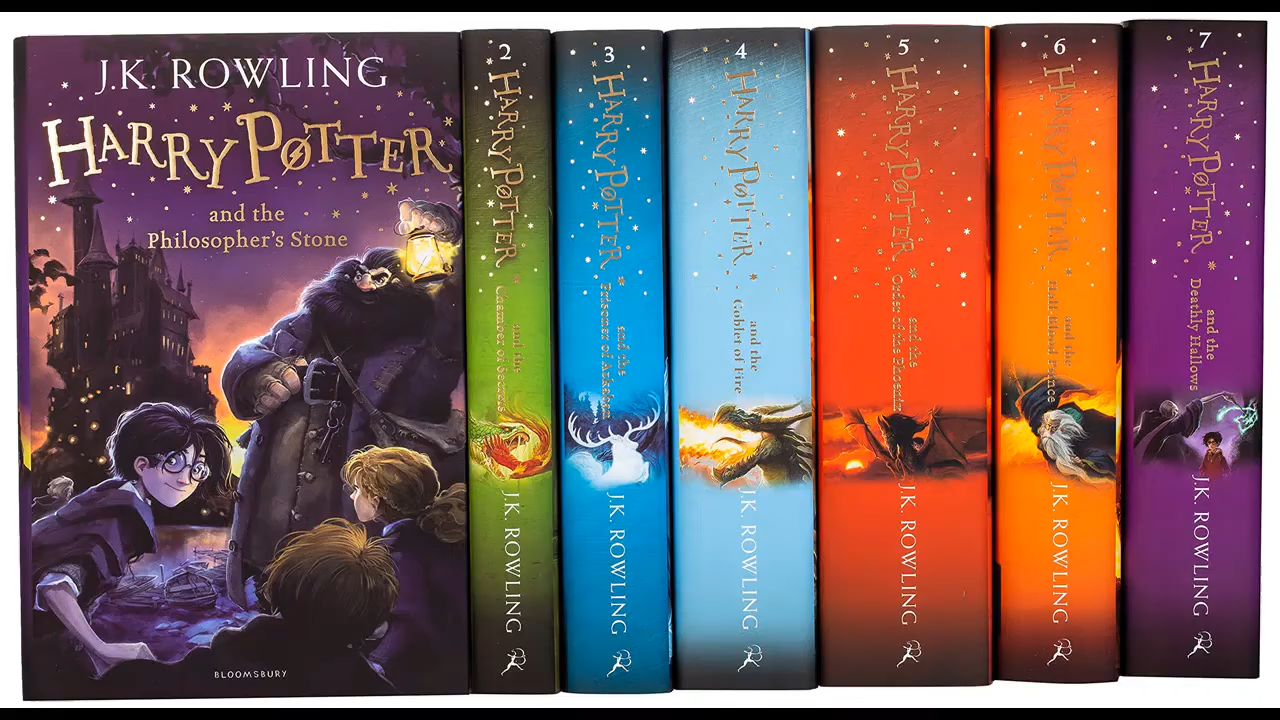 J.K. ROWLING
HARRY POTTER
and the
Philosopher's Stone
BLOOMSBURY
2
HARRY POTTER
and the
Chamber of Secrets
J.K. ROWLING
3
HARRY POTTER
and the
Prisoner of Azkaban
J.K. ROWLING
4
HARRY POTTER
and the
Goblet of Fire
J.K. ROWLING
5
HARRY POTTER
and the
Order of the Phoenix
J.K. ROWLING
6
HARRY POTTER
and the
Half-Blood Prince
J.K. ROWLING
7
HARRY POTTER
and the
Deathly Hallows
J.K. ROWLING